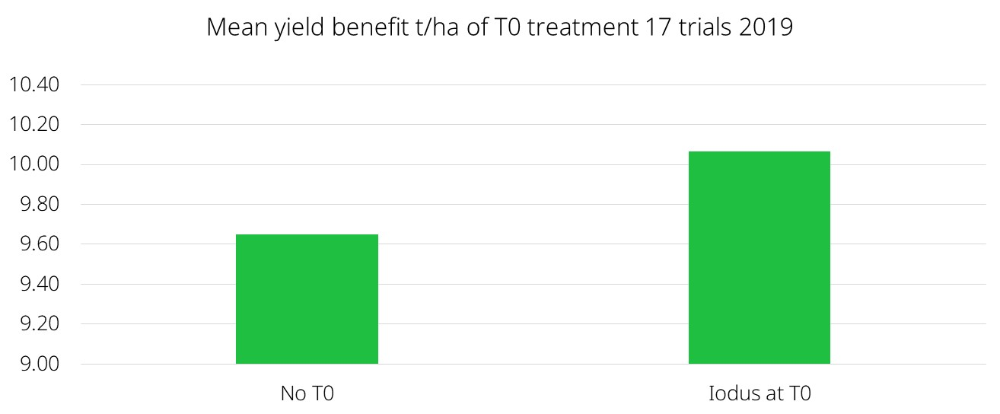 Mean yield benefit t/ha of T0 treatment 17 trials 2019
10.40
10.20
10.00
9.80
9.60
9.40
9.20
9.00
No T0
Iodus at T0